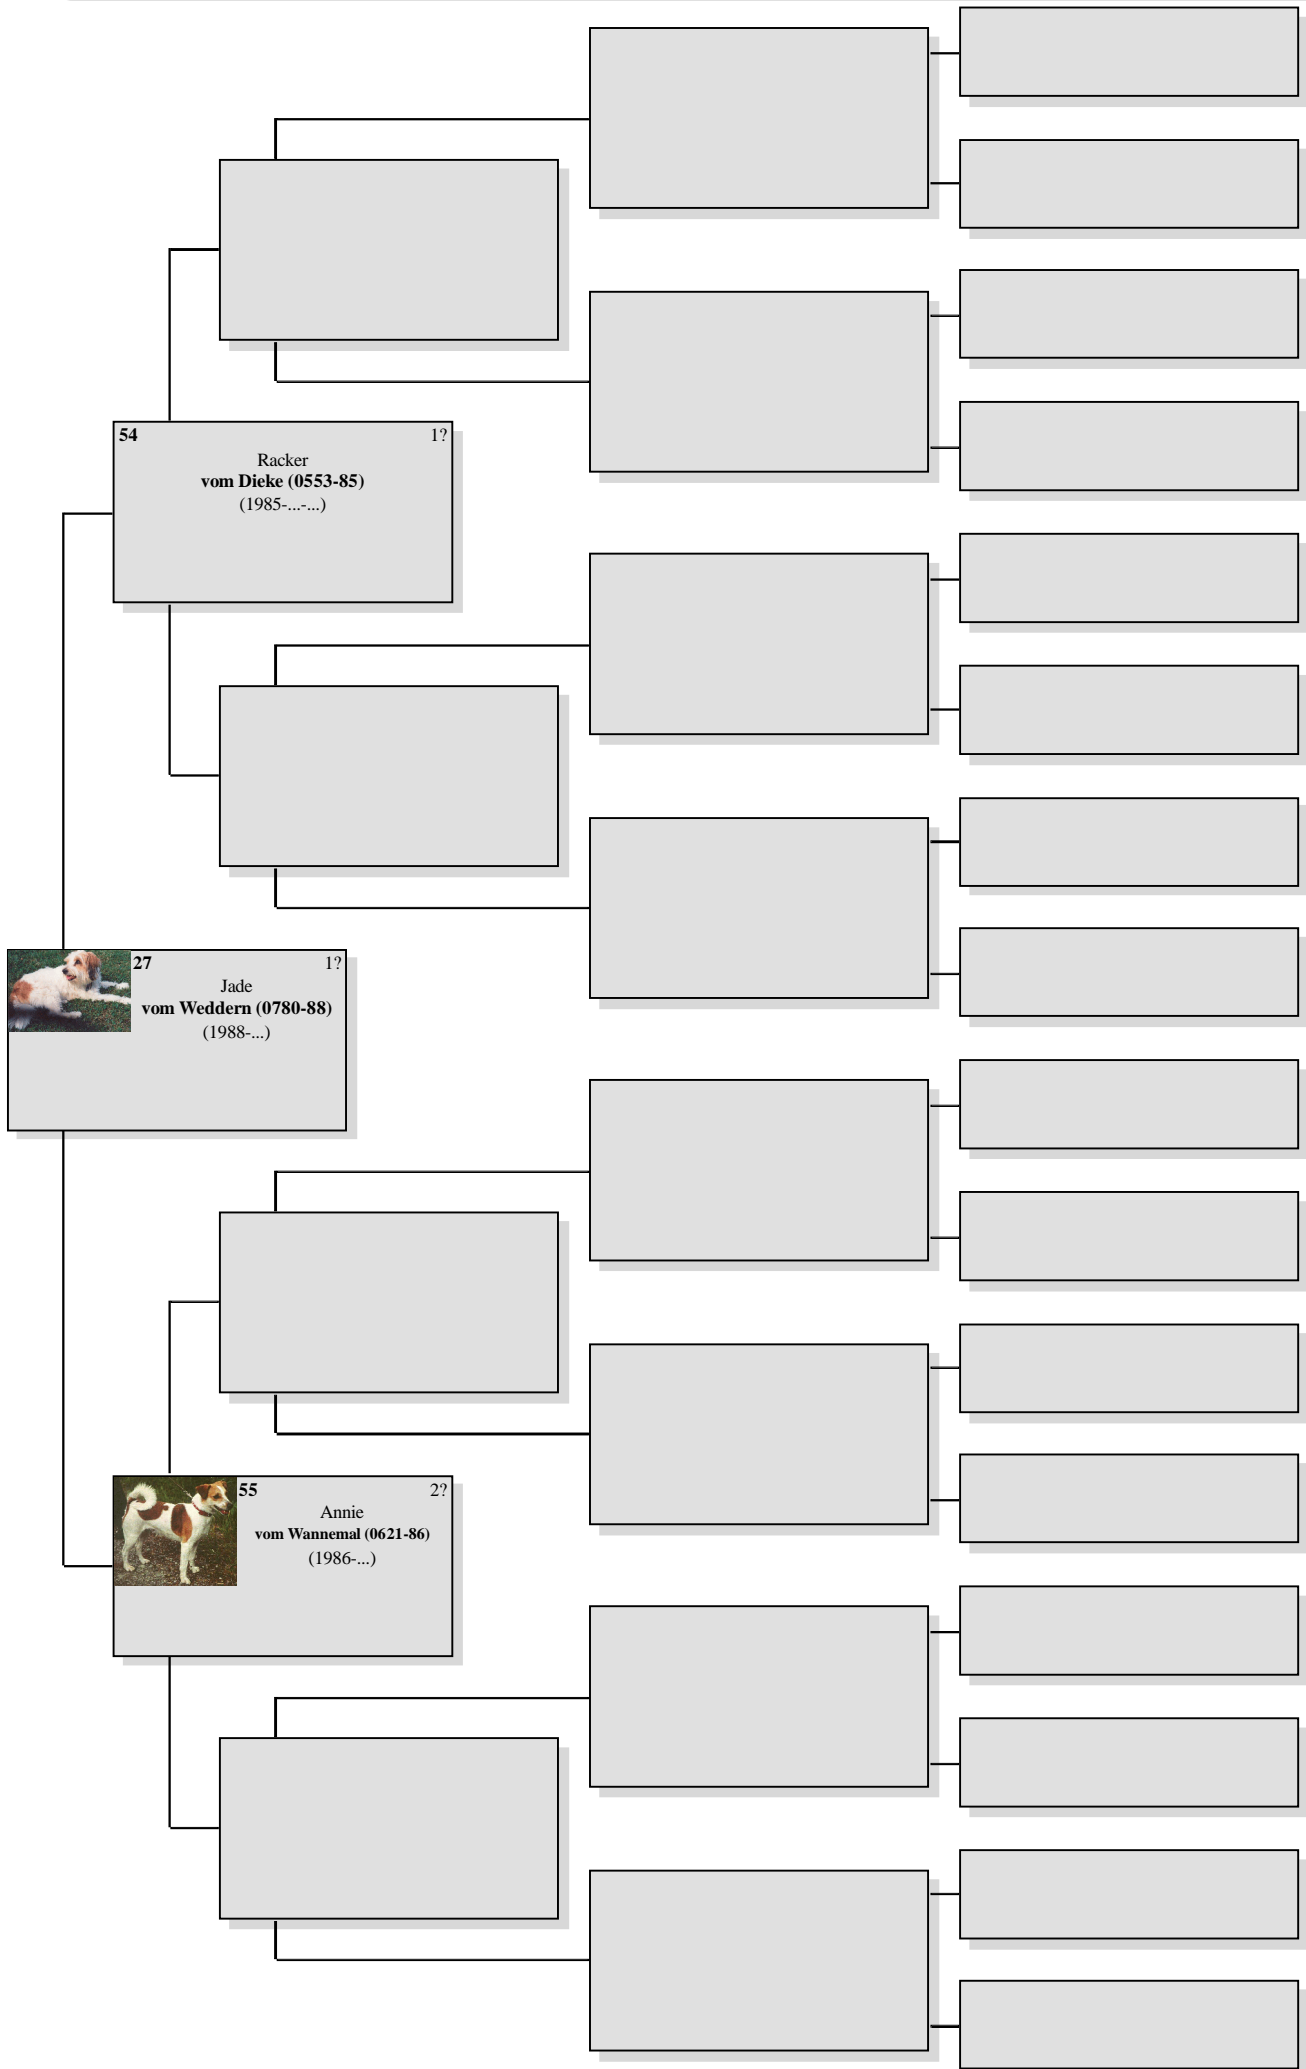 54 1?
Racker
vom Dieke (0553-85)
(1985-...-...)
27 1?
Jade
vom Weddern (0780-88)
(1988-...)
55 2?
Annie
vom Wannemal (0621-86)
(1986-...)